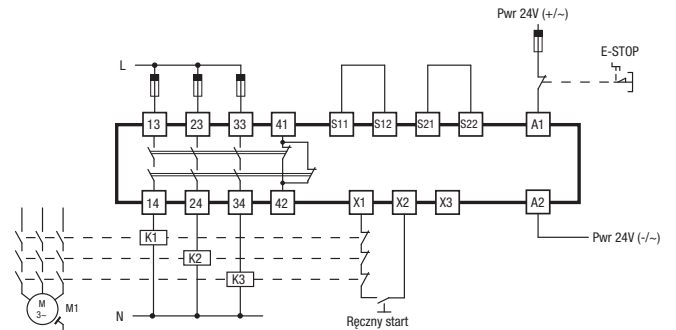 Pwr 24V (+/~)
E-STOP
L
13 23 33 41 S11 S12 S21 S22 A1
14 24 34 42 X1 X2 X3 A2
K1
K2
K3
Pwr 24V (-/~)
M
3~
M1
N
Ręczny start